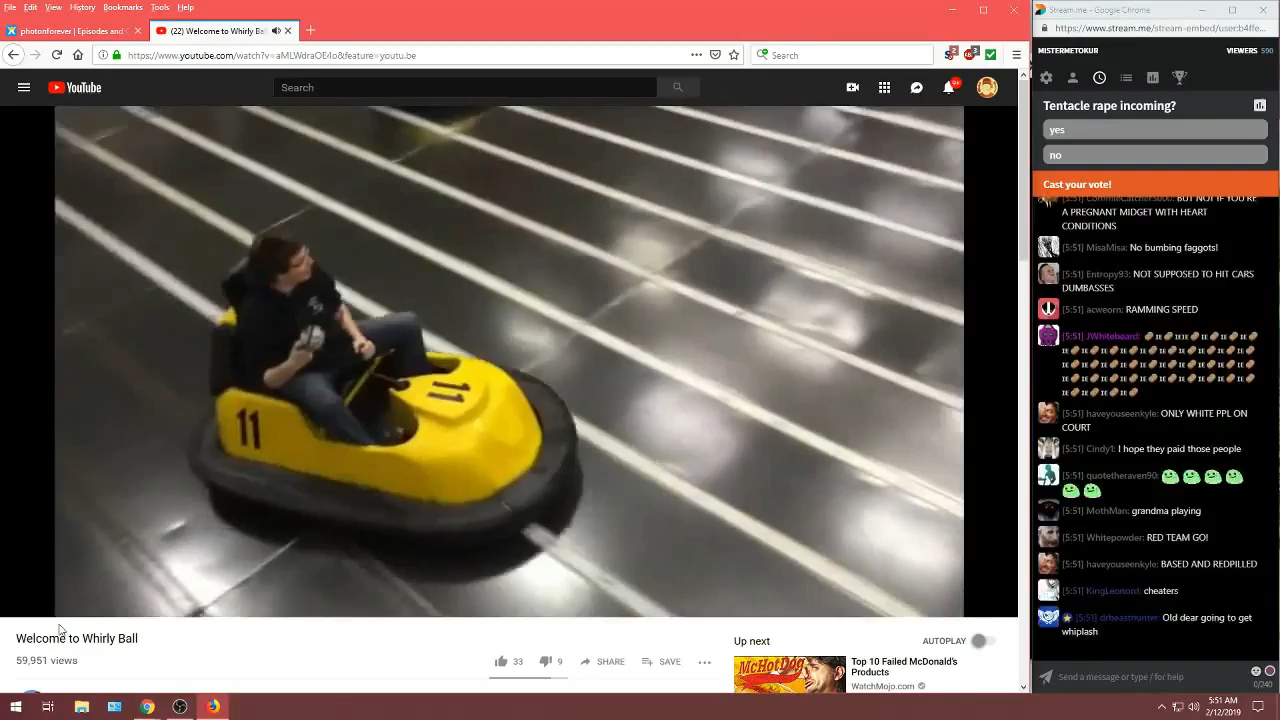 File Edit View History Bookmarks Tools Help
photonforever | Episodes and
(22) Welcome to Whirly Ball
https://www.youtube.com/watch?v=aMLWdraOE4o&feature=youtu.be
Search
YouTube
Search
9+
11
11
Welcome to Whirly Ball
59,951 views
33
9
SHARE
SAVE
Up next
AUTOPLAY
McHotDog
Top 10 Failed McDonald's
Products
WatchMojo.com
Stream.me - Google Chrome
https://www.stream.me/stream-embed/user:b4ffe...
MISTERMETOKUR
VIEWERS 590
Tentacle rape incoming?
yes
no
Cast your vote!
[5:51] CommieCatcher3000: BUT NOT IF YOU'RE
A PREGNANT MIDGET WITH HEART
CONDITIONS
[5:51] MisaMisa: No bumbing faggots!
[5:51] Entropy93: NOT SUPPOSED TO HIT CARS
DUMBASSES
[5:51] acweorn: RAMMING SPEED
[5:51] JWhitebeard:
[5:51] haveyouseenkyle: ONLY WHITE PPL ON
COURT
[5:51] Cindy1: I hope they paid those people
[5:51] quotetheraven90:
[5:51] MothMan: grandma playing
[5:51] Whitepowder: RED TEAM GO!
[5:51] haveyouseenkyle: BASED AND REDPILLED
[5:51] KingLeonord: cheaters
[5:51] drbeasthunter: Old dear going to get
whiplash
Send a message or type / for help
0/240
5:51 AM
2/12/2019